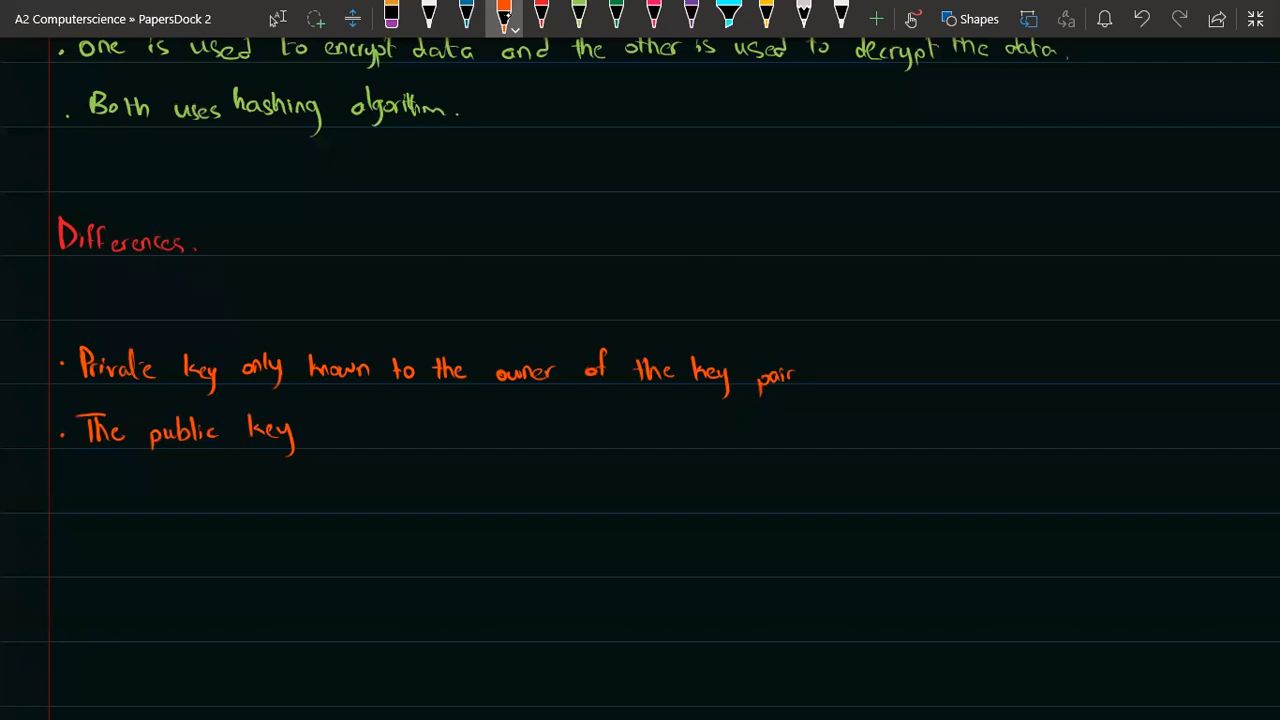 A2 Computerscience » PapersDock 2
Shapes
. One is used to encrypt data and the other is used to decrypt the data.
. Both uses hashing algorithm.
Differences.
. Private key only known to the owner of the key pair
. The public key